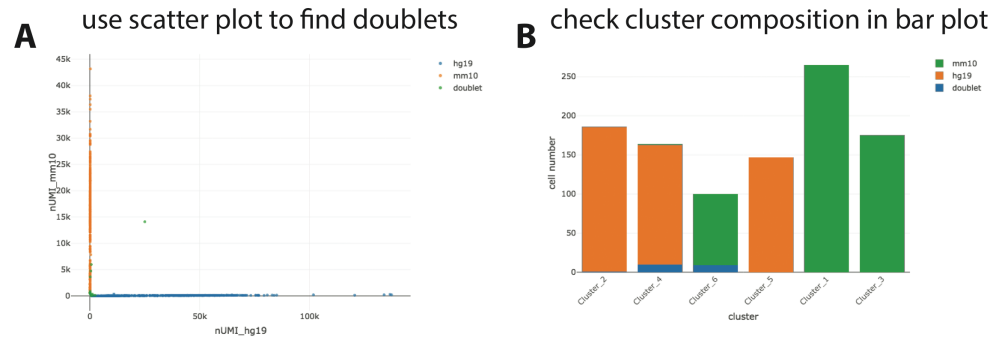 A
use scatter plot to find doublets
45k
40k
35k
30k
25k
20k
15k
10k
5k
0
nUMI_mm10
0
50k
100k
nUMI_hg19
hg19
mm10
doublet
B
check cluster composition in bar plot
250
200
150
100
50
0
cell number
Cluster_2
Cluster_4
Cluster_6
Cluster_5
Cluster_1
Cluster_3
cluster
mm10
hg19
doublet